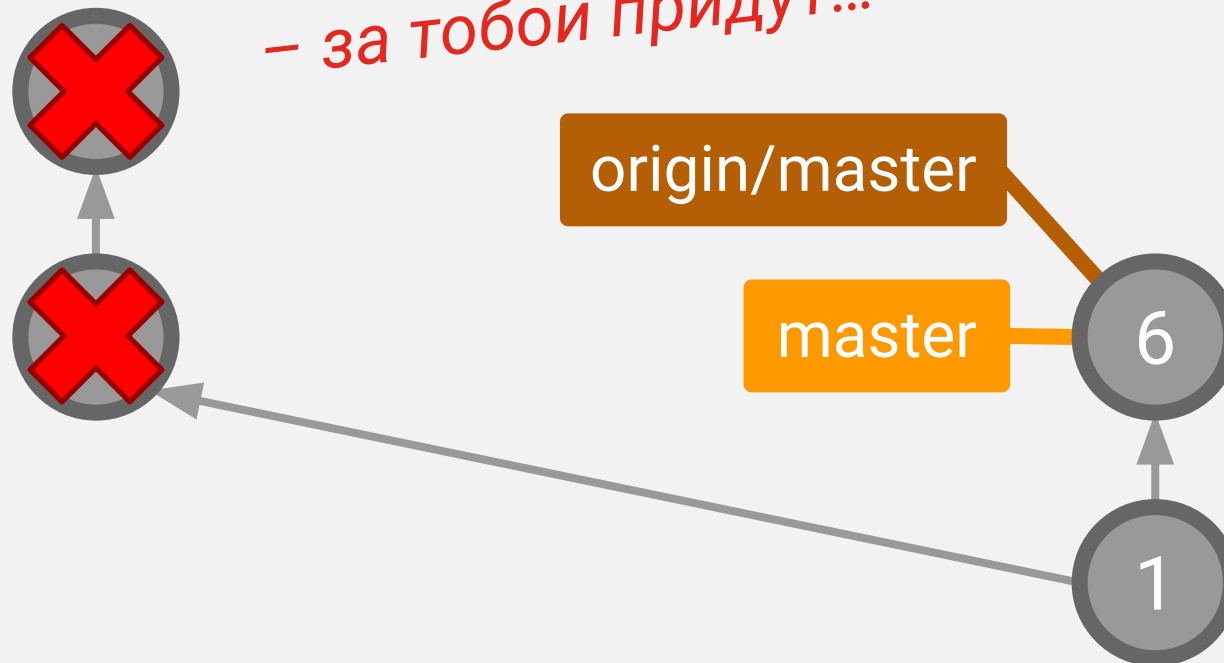 – за тобой придут...
origin/master
master
6
1